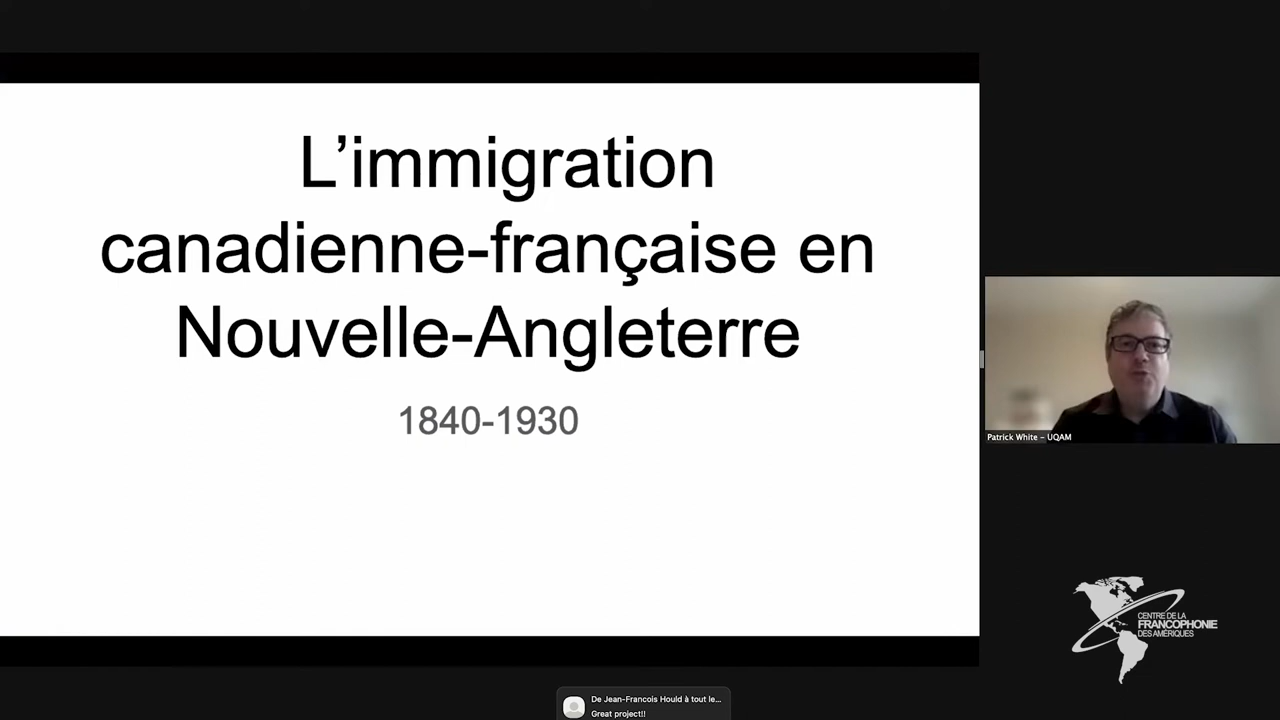 L’immigration
canadienne-française en
Nouvelle-Angleterre
1840-1930
Patrick White – UQAM
CENTRE DE LA
FRANCOPHONIE
DES AMÉRIQUES
De Jean-Francois Hould à tout le...
Great project!!